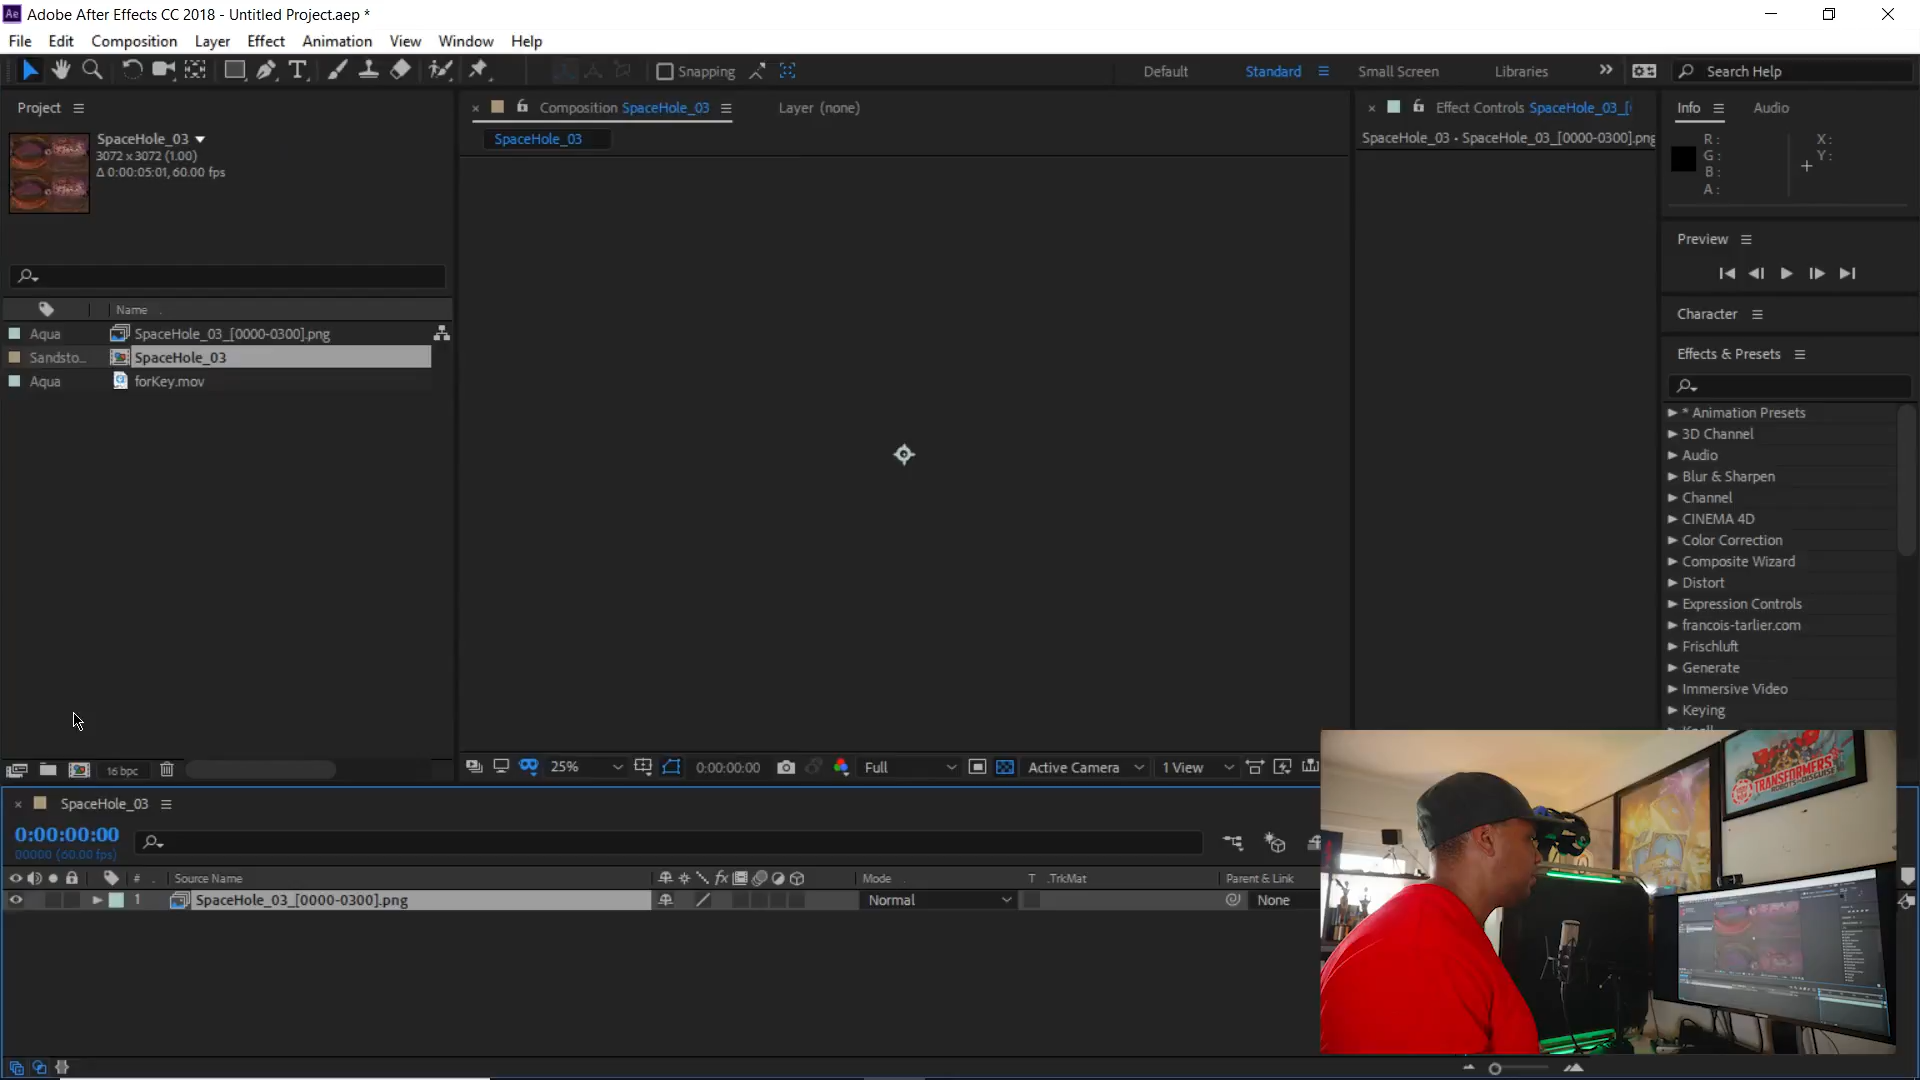 Ae Adobe After Effects CC 2018 - Untitled Project.aep *
File Edit Composition Layer Effect Animation View Window Help
T Snapping Default Standard Small Screen Libraries Search Help
Project
SpaceHole_03
3072 x 3072 (1.00)
Δ 0:00:05:01, 60.00 fps
Name
Aqua SpaceHole_03_[0000-0300].png
Sandsto... SpaceHole_03
Aqua forKey.mov
16 bpc
Composition SpaceHole_03 Layer (none)
SpaceHole_03
25% 0:00:00:00 Full Active Camera 1 View
Effect Controls SpaceHole_03_[
SpaceHole_03 • SpaceHole_03_[0000-0300].png
Info Audio
R :
G :
B :
A :
X :
Y :
Preview
Character
Effects & Presets
* Animation Presets
3D Channel
Audio
Blur & Sharpen
Channel
CINEMA 4D
Color Correction
Composite Wizard
Distort
Expression Controls
francois-tarlier.com
Frischluft
Generate
Immersive Video
Keying
SpaceHole_03
0:00:00:00
00000 (60.00 fps)
# Source Name fx Mode T .TrkMat Parent & Link
1 SpaceHole_03_[0000-0300].png Normal None
TRANSFORMERS